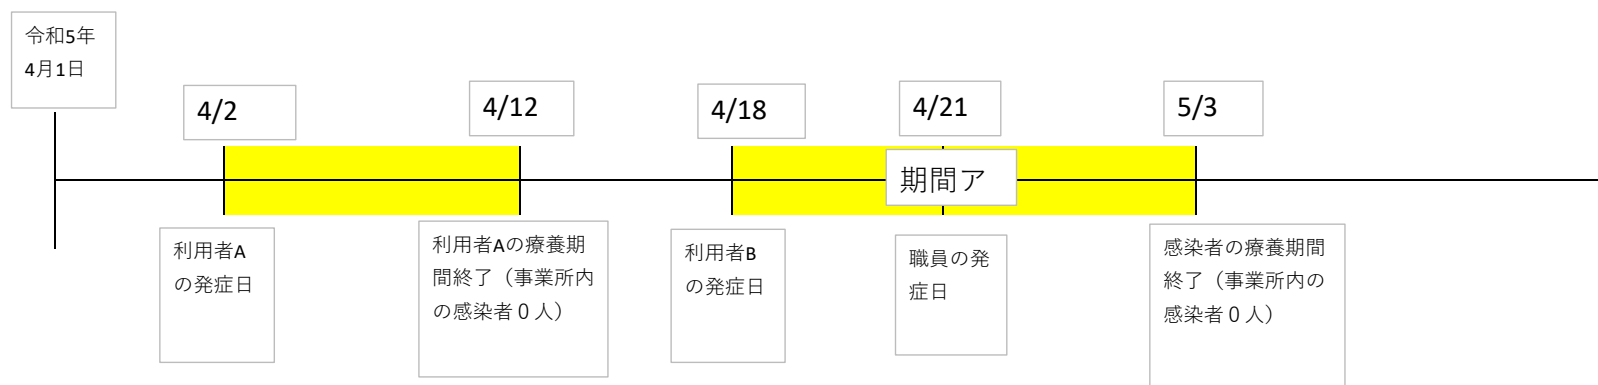 令和5年
4月1日
4/2
4/12
4/18
4/21
5/3
期間ア
利用者A
の発症日
利用者Aの療養期
間終了（事業所内
の感染者０人）
利用者B
の発症日
職員の発
症日
感染者の療養期間
終了（事業所内の
感染者０人）